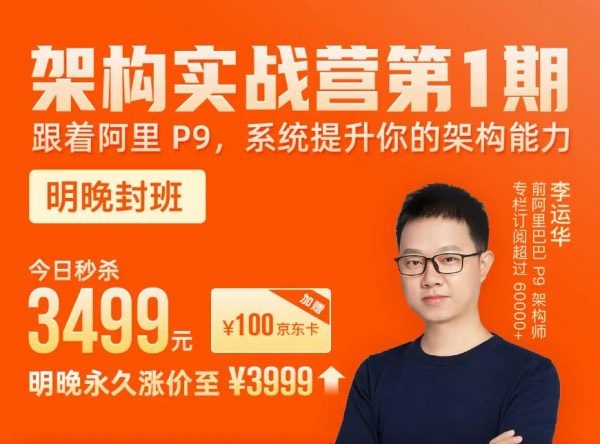 架构实战营第1期
跟着阿里 P9，系统提升你的架构能力
明晚封班
今日秒杀
3499元
加赠
¥100 京东卡
明晚永久涨价至 ¥3999
李运华
前阿里巴巴 P9 架构师
专栏订阅超过 60000+